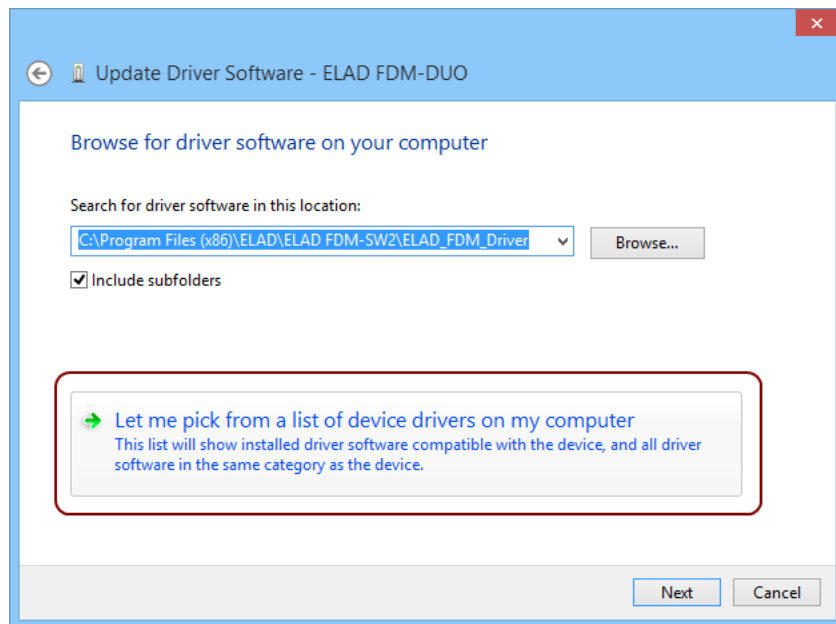 Update Driver Software - ELAD FDM-DUO
Browse for driver software on your computer
Search for driver software in this location:
C:\Program Files (x86)\ELAD\ELAD FDM-SW2\ELAD_FDM_Driver
Browse...
Include subfolders
Let me pick from a list of device drivers on my computer
This list will show installed driver software compatible with the device, and all driver
software in the same category as the device.
Next
Cancel